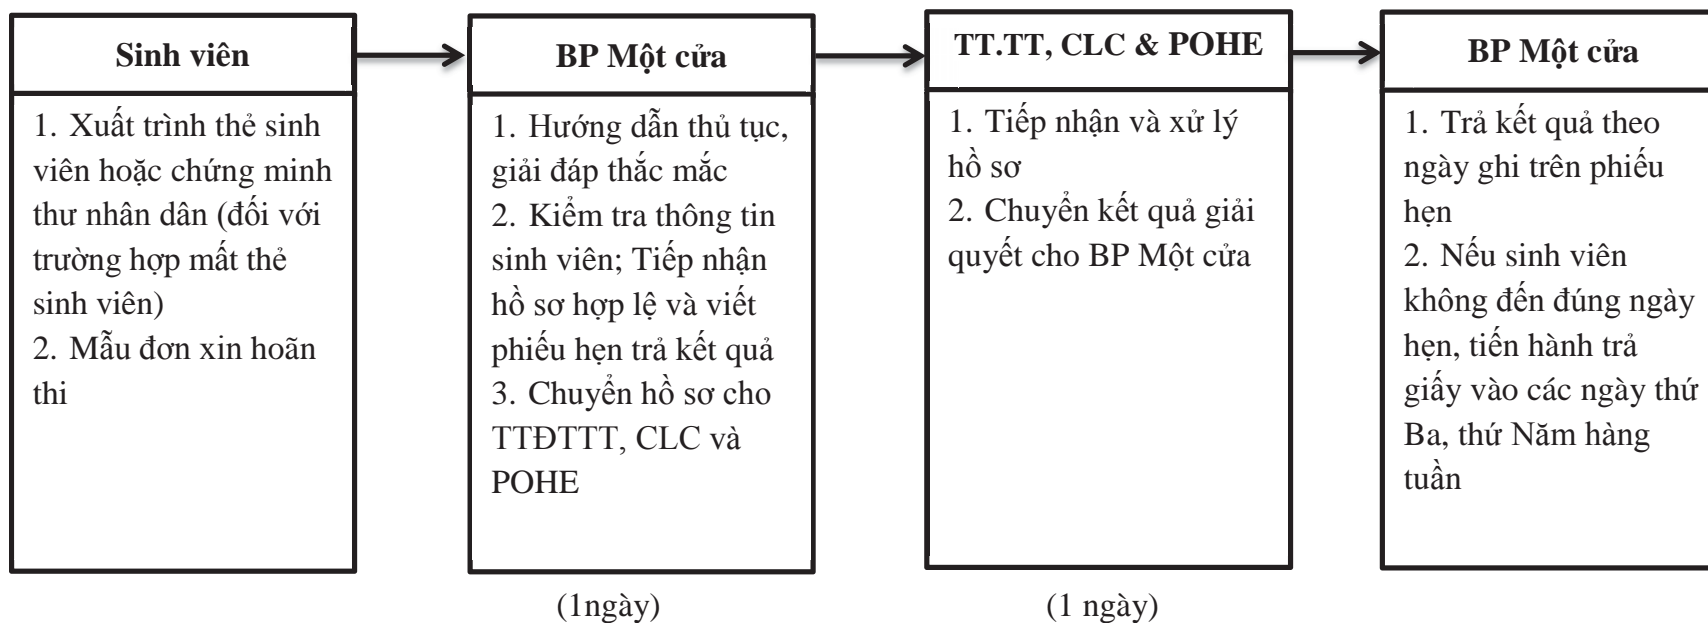 Sinh viên
1. Xuất trình thẻ sinh
viên hoặc chứng minh
thư nhân dân (đối với
trường hợp mất thẻ
sinh viên)
2. Mẫu đơn xin hoãn
thi
BP Một cửa
1. Hướng dẫn thủ tục,
giải đáp thắc mắc
2. Kiểm tra thông tin
sinh viên; Tiếp nhận
hồ sơ hợp lệ và viết
phiếu hẹn trả kết quả
3. Chuyển hồ sơ cho
TTĐTTT, CLC và
POHE
(1ngày)
TT.TT, CLC & POHE
1. Tiếp nhận và xử lý
hồ sơ
2. Chuyển kết quả giải
quyết cho BP Một cửa
(1 ngày)
BP Một cửa
1. Trả kết quả theo
ngày ghi trên phiếu
hẹn
2. Nếu sinh viên
không đến đúng ngày
hẹn, tiến hành trả
giấy vào các ngày thứ
Ba, thứ Năm hàng
tuần